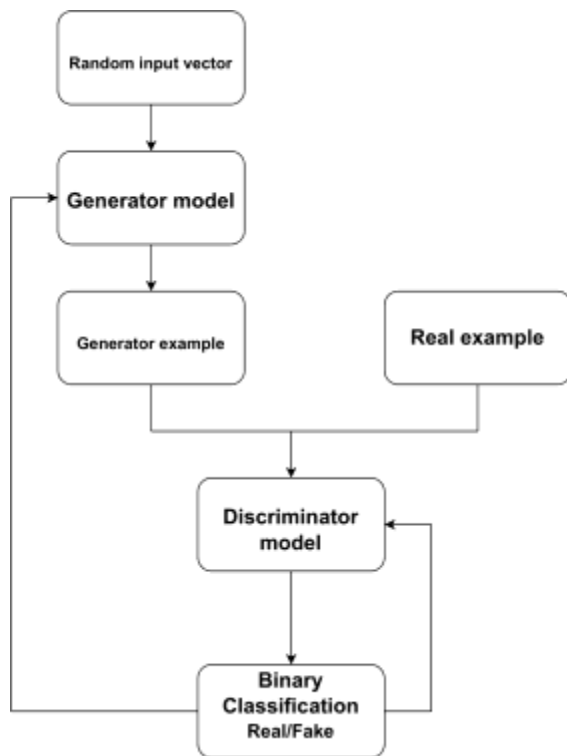 Random input vector
Generator model
Generator example
Real example
Discriminator
model
Binary
Classification
Real/Fake